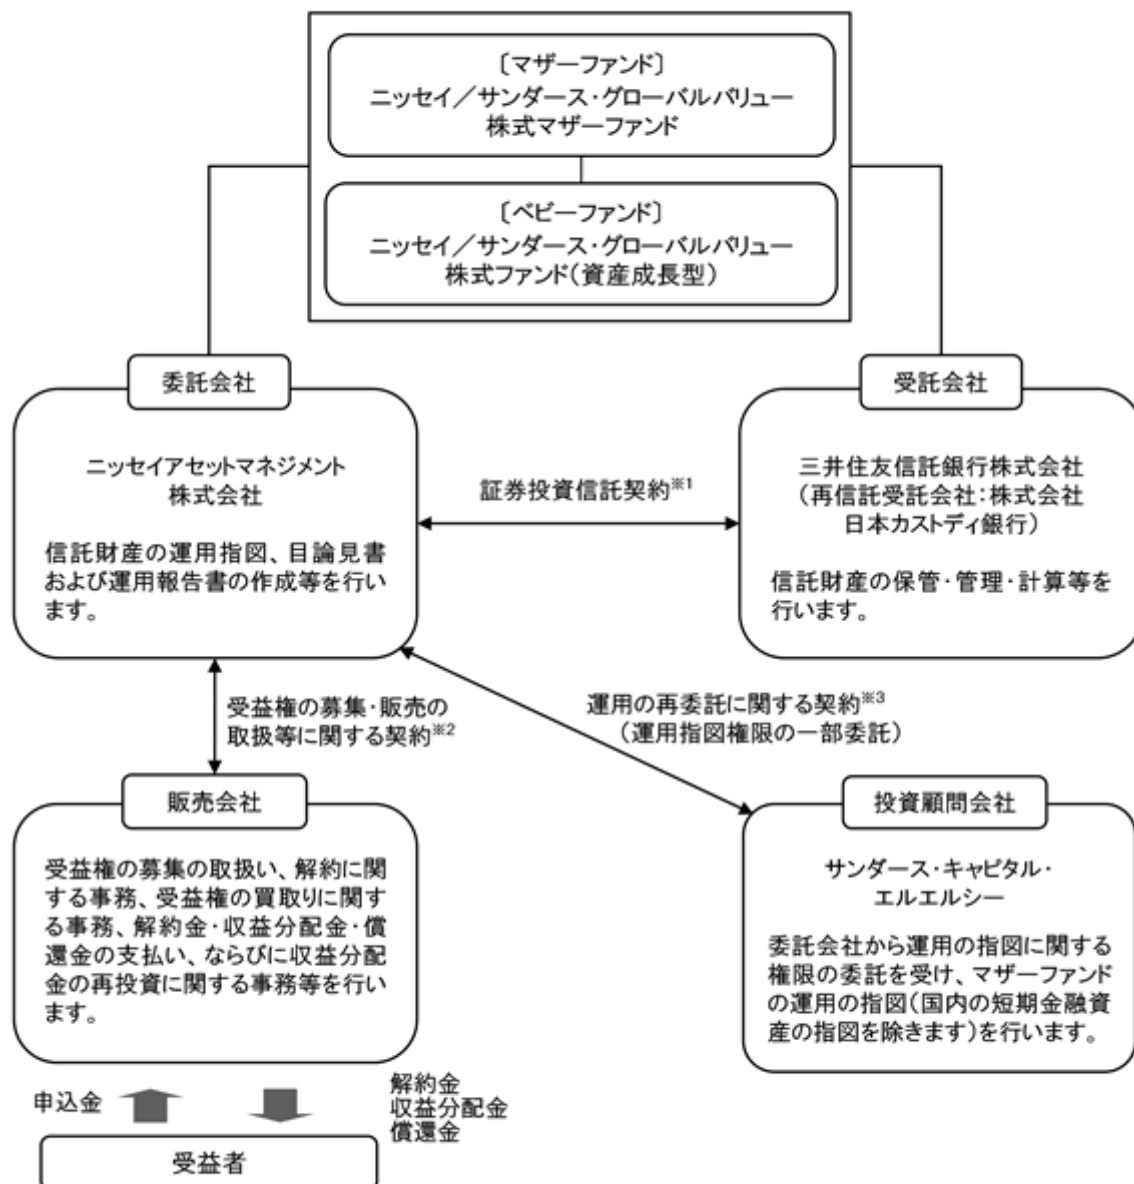 〔マザーファンド〕
ニッセイ／サンダース・グローバルバリュー
株式マザーファンド
〔ベビーファンド〕
ニッセイ／サンダース・グローバルバリュー
株式ファンド（資産成長型）
委託会社
受託会社
ニッセイアセットマネジメント
株式会社
信託財産の運用指図、目論見書
および運用報告書の作成等を行い
ます。
証券投資信託契約※1
三井住友信託銀行株式会社
（再信託受託会社：株式会社
日本カストディ銀行）
信託財産の保管・管理・計算等を
行います。
受益権の募集・販売の
取扱等に関する契約※2
運用の再委託に関する契約※3
（運用指図権限の一部委託）
販売会社
投資顧問会社
受益権の募集の取扱い、解約に関
する事務、受益権の買取りに関す
る事務、解約金・収益分配金・償
還金の支払い、ならびに収益分配
金の再投資に関する事務等を行い
ます。
サンダース・キャピタル・
エルエルシー
委託会社から運用の指図に関する
権限の委託を受け、マザーファンド
の運用の指図（国内の短期金融資
産の指図を除きます）を行います。
申込金
解約金
収益分配金
償還金
受益者